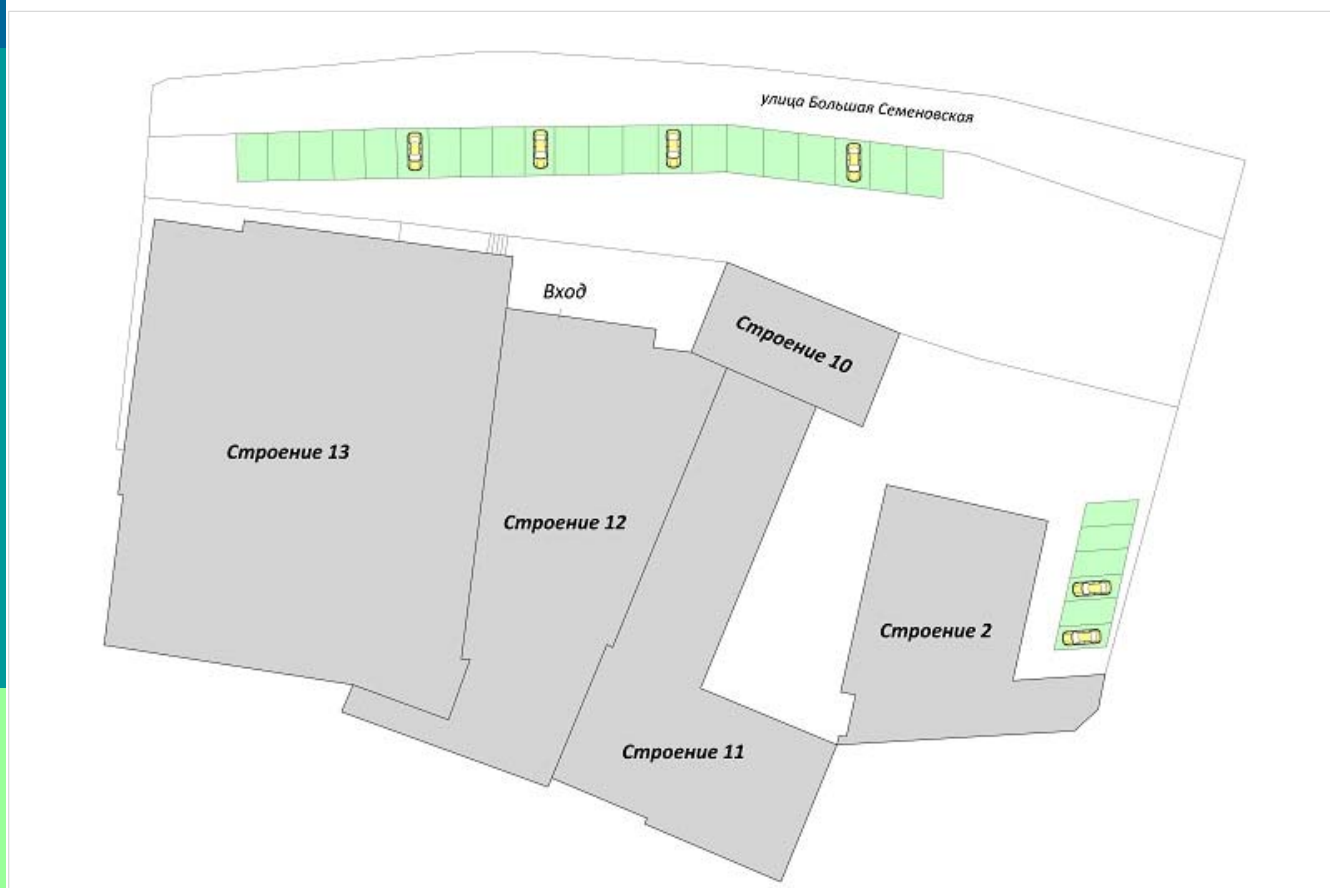 улица Большая Семеновская
Вход
Строение 10
Строение 13
Строение 12
Строение 2
Строение 11